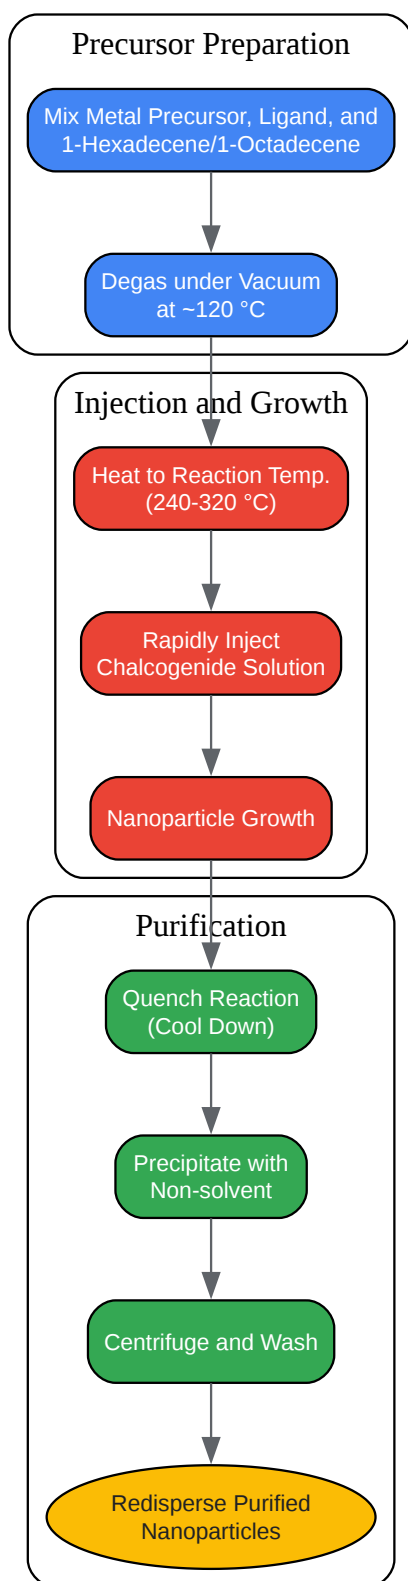 Precursor Preparation
Mix Metal Precursor, Ligand, and
1-Hexadecene/1-Octadecene
Degas under Vacuum
at ~120 °C
Injection and Growth
Heat to Reaction Temp.
(240-320 °C)
Rapidly Inject
Chalcogenide Solution
Nanoparticle Growth
Purification
Quench Reaction
(Cool Down)
Precipitate with
Non-solvent
Centrifuge and Wash
Redisperse Purified
Nanoparticles